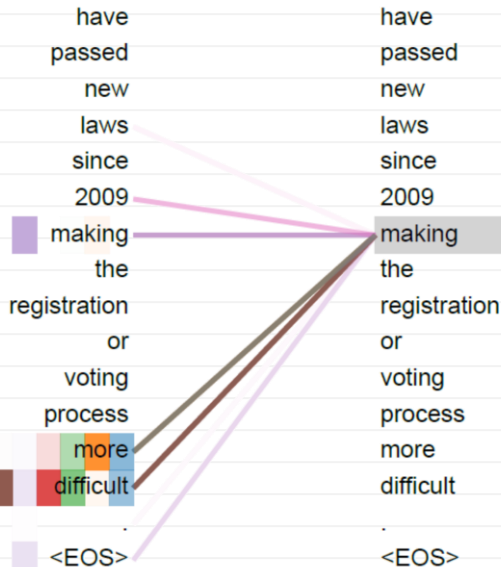 have have
passed passed
new new
laws laws
since since
2009 2009
making making
the the
registration registration
or or
voting voting
process process
more more
difficult difficult
. .
<EOS> <EOS>